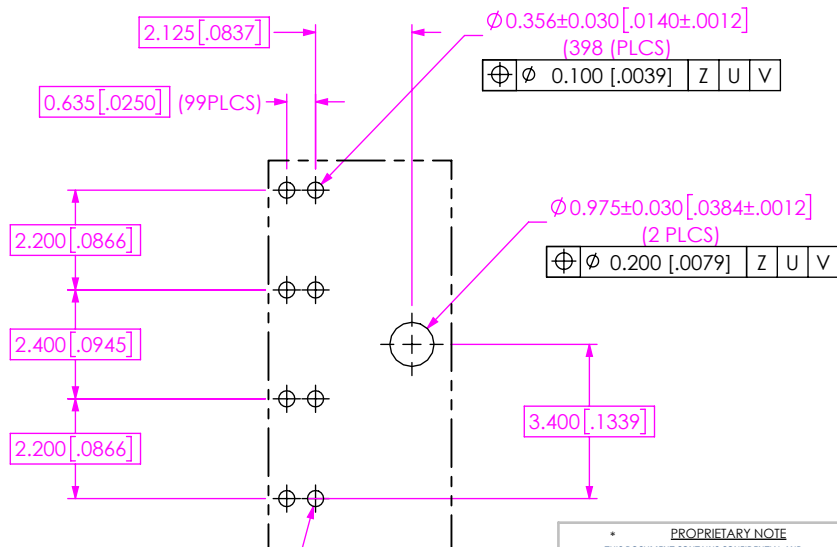 2.125[.0837]
Ø0.356±0.030[.0140±.0012]
(398 (PLCS)
⌖ Ø 0.100 [.0039] Z U V
0.635[.0250] (99PLCS)
Ø0.975±0.030[.0384±.0012]
(2 PLCS)
⌖ Ø 0.200 [.0079] Z U V
2.200[.0866]
2.400[.0945]
2.200[.0866]
3.400[.1339]
* PROPRIETARY NOTE